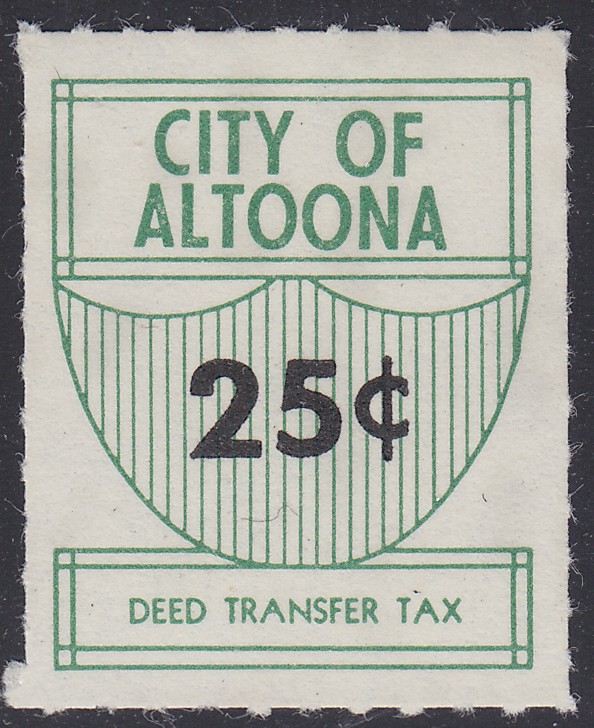 CITY OF
ALTOONA
25¢
DEED TRANSFER TAX